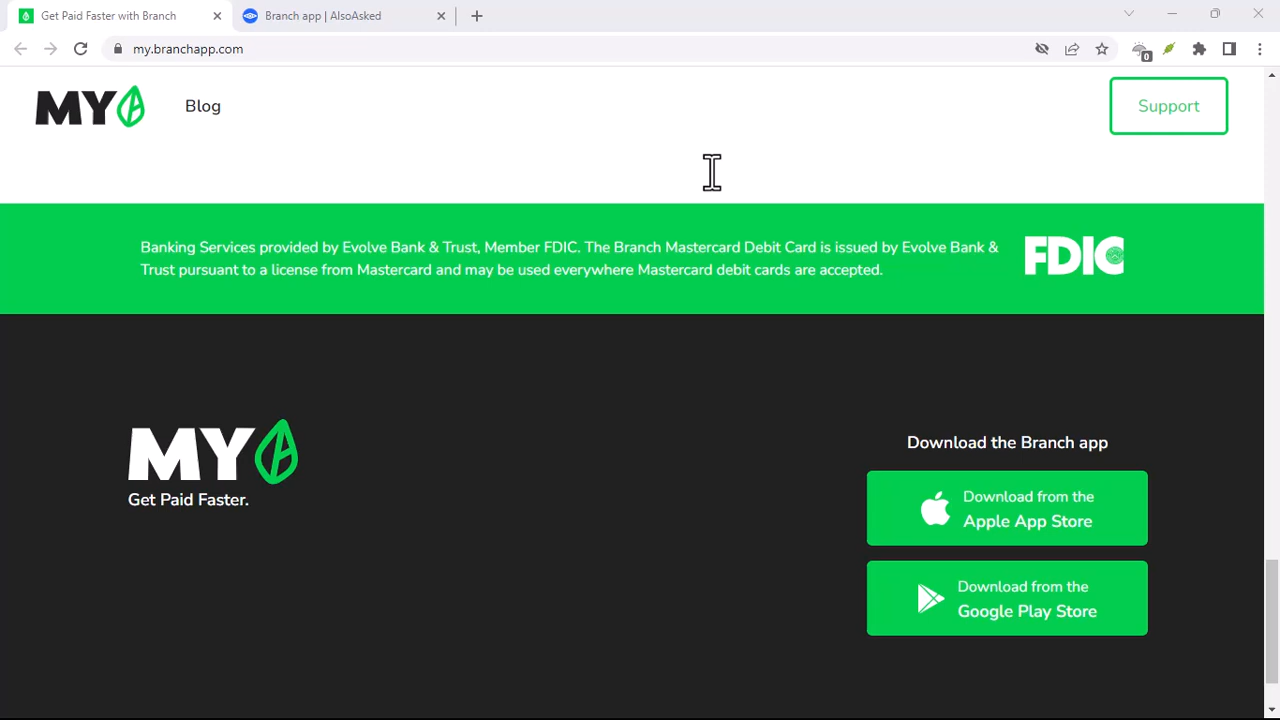 Get Paid Faster with Branch
Branch app | AlsoAsked
my.branchapp.com
0
MY
Blog
Support
Banking Services provided by Evolve Bank & Trust, Member FDIC. The Branch Mastercard Debit Card is issued by Evolve Bank &
Trust pursuant to a license from Mastercard and may be used everywhere Mastercard debit cards are accepted.
FDIC
MY
Get Paid Faster.
Download the Branch app
Download from the
Apple App Store
Download from the
Google Play Store